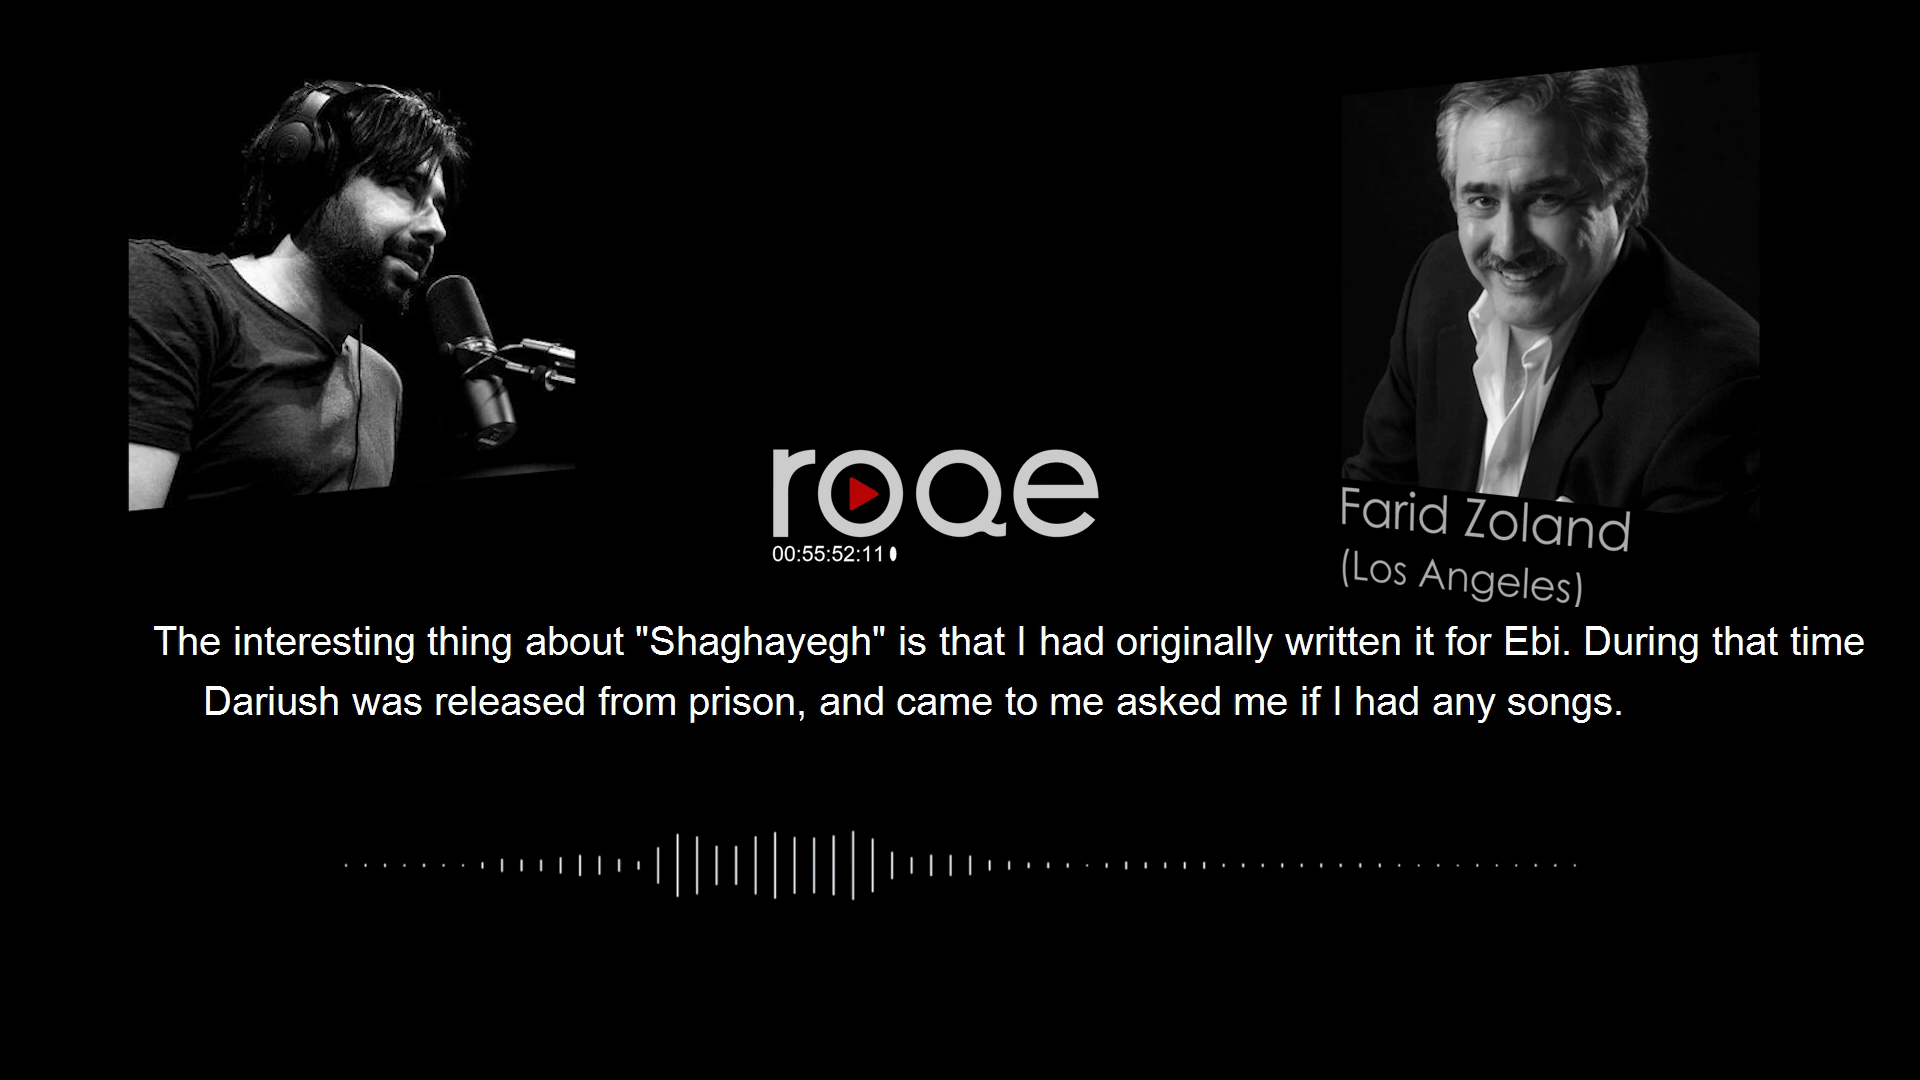 roqe
00:55:52:11
Farid Zoland
(Los Angeles)
The interesting thing about "Shaghayegh" is that I had originally written it for Ebi. During that time
Dariush was released from prison, and came to me asked me if I had any songs.